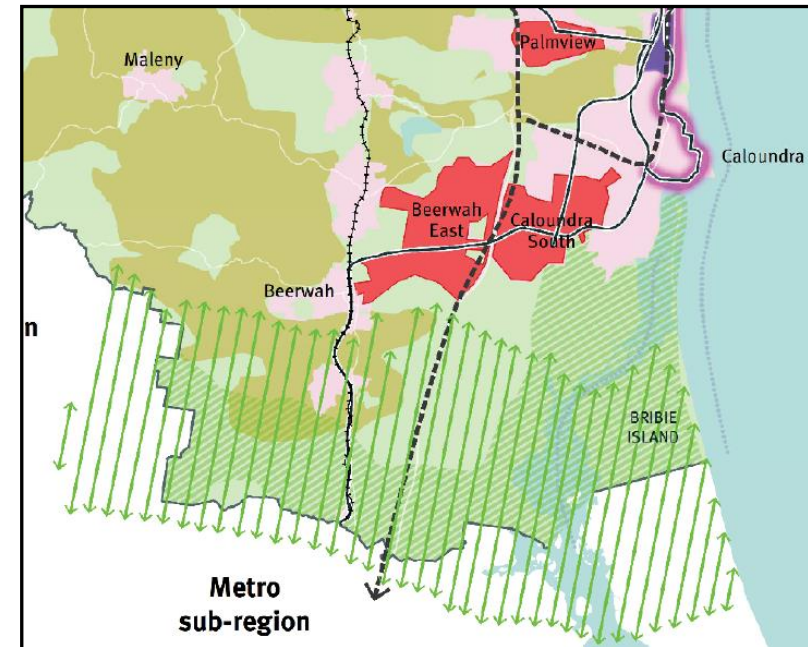 Palmview
Maleny
Caloundra
Beerwah
East
Caloundra
South
Beerwah
n
BRIBIE
ISLAND
Metro
sub-region